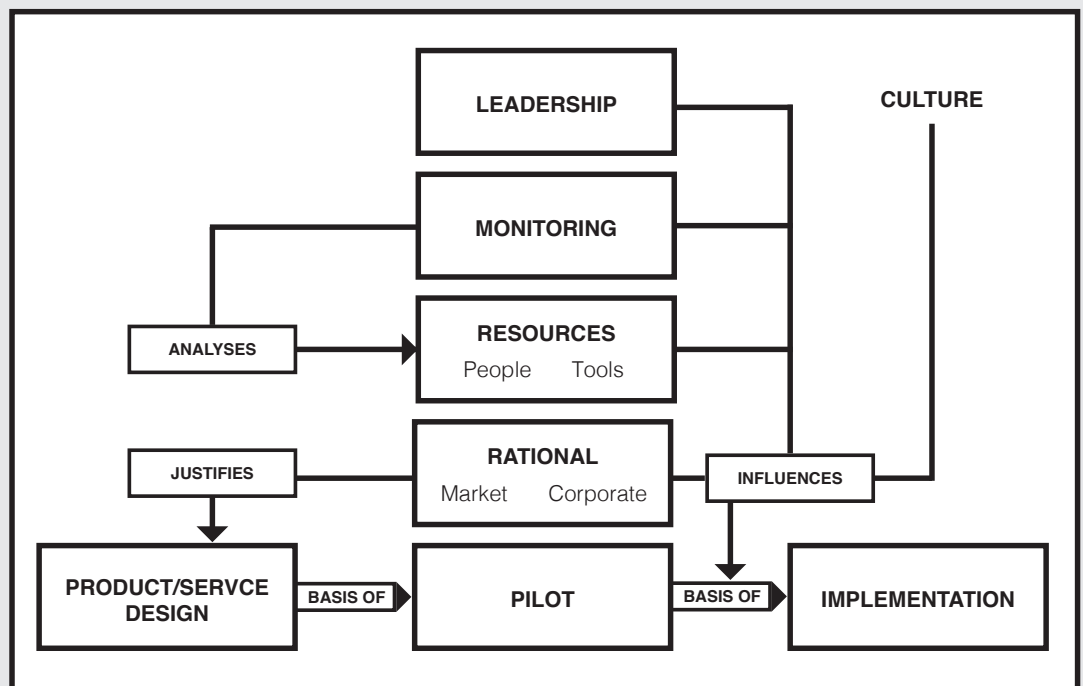 LEADERSHIP
CULTURE
MONITORING
ANALYSES
RESOURCES
People Tools
JUSTIFIES
RATIONAL
Market Corporate
INFLUENCES
PRODUCT/SERVCE
DESIGN
BASIS OF
PILOT
BASIS OF
IMPLEMENTATION